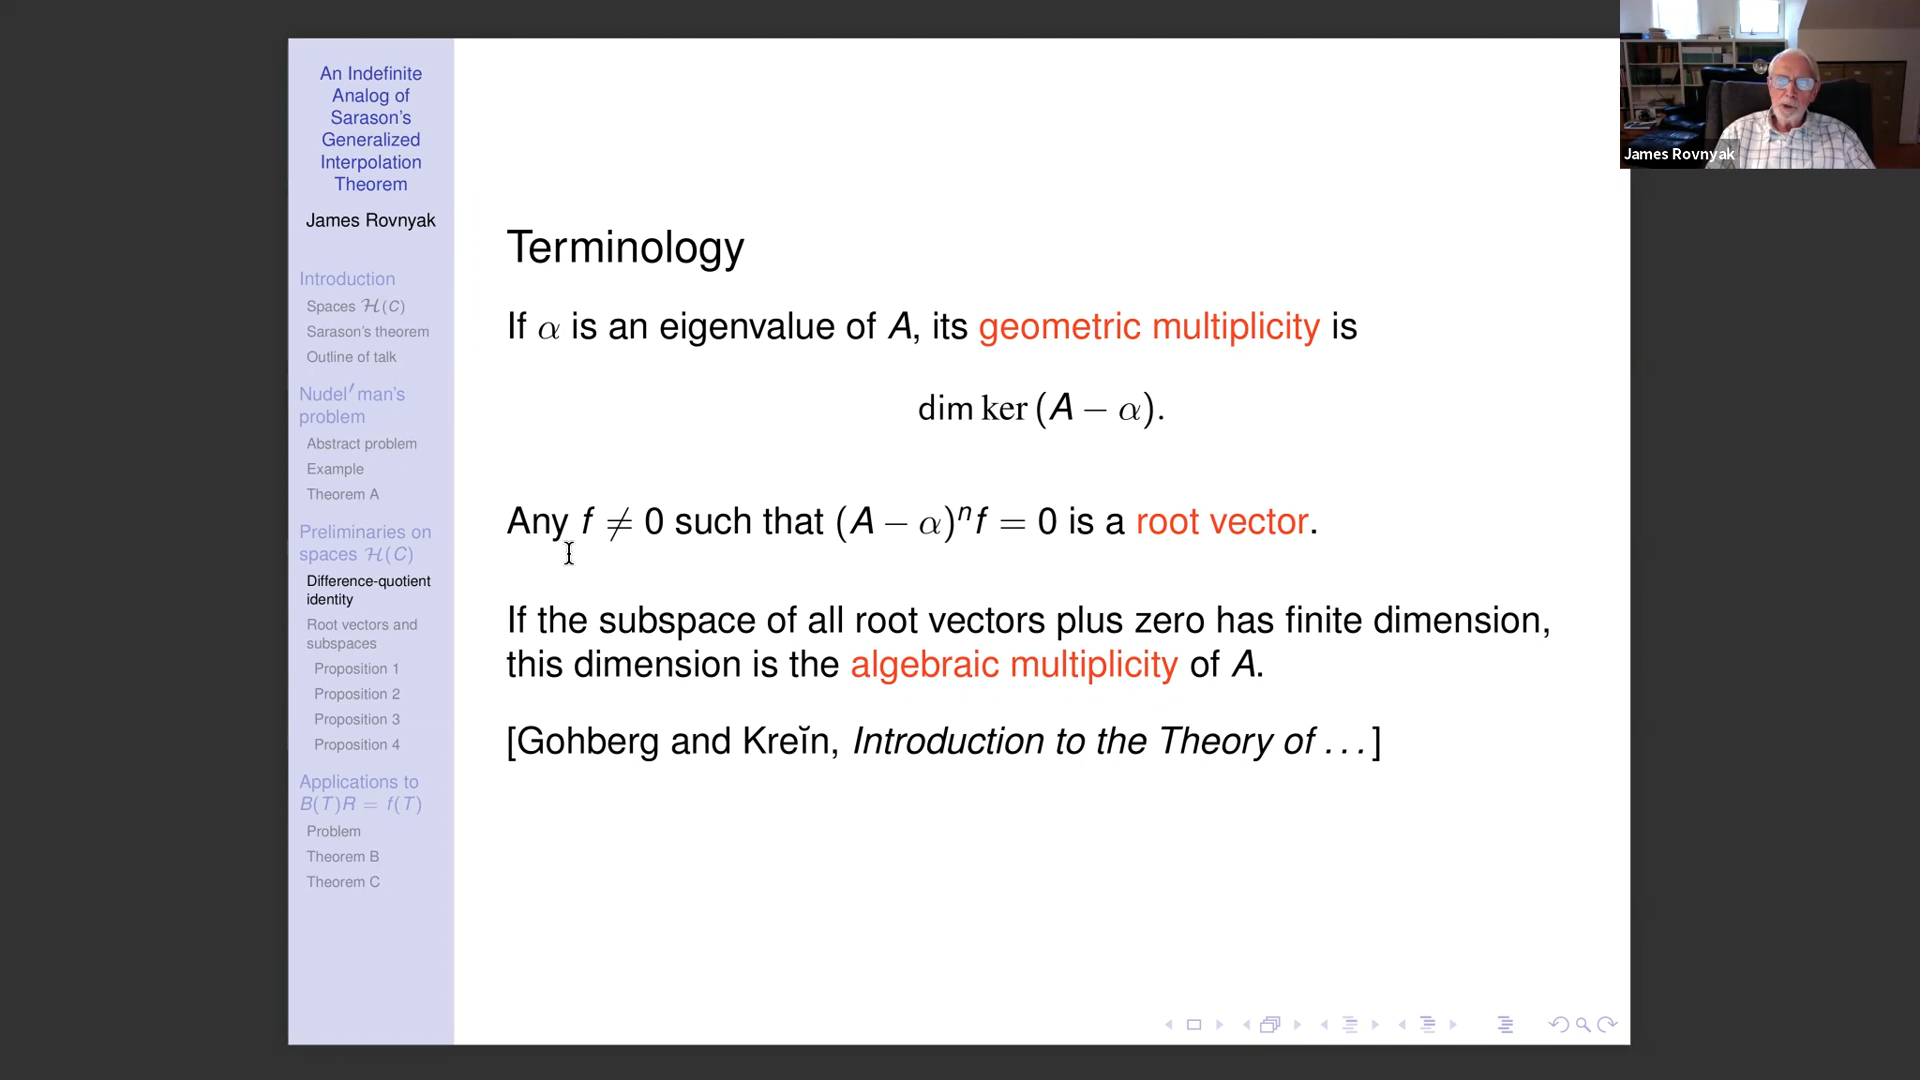 An Indefinite
Analog of
Sarason's
Generalized
Interpolation
Theorem
James Rovnyak
Introduction
Spaces ℋ(C)
Sarason's theorem
Outline of talk
Nudel′man's
problem
Abstract problem
Example
Theorem A
Preliminaries on
spaces ℋ(C)
Difference-quotient
identity
Root vectors and
subspaces
Proposition 1
Proposition 2
Proposition 3
Proposition 4
Applications to
B(T)R = f(T)
Problem
Theorem B
Theorem C
Terminology
If α is an eigenvalue of A, its geometric multiplicity is
dim ker (A − α).
Any f ≠ 0 such that (A − α)ⁿf = 0 is a root vector.
If the subspace of all root vectors plus zero has finite dimension,
this dimension is the algebraic multiplicity of A.
[Gohberg and Kreĭn, Introduction to the Theory of . . . ]
James Rovnyak